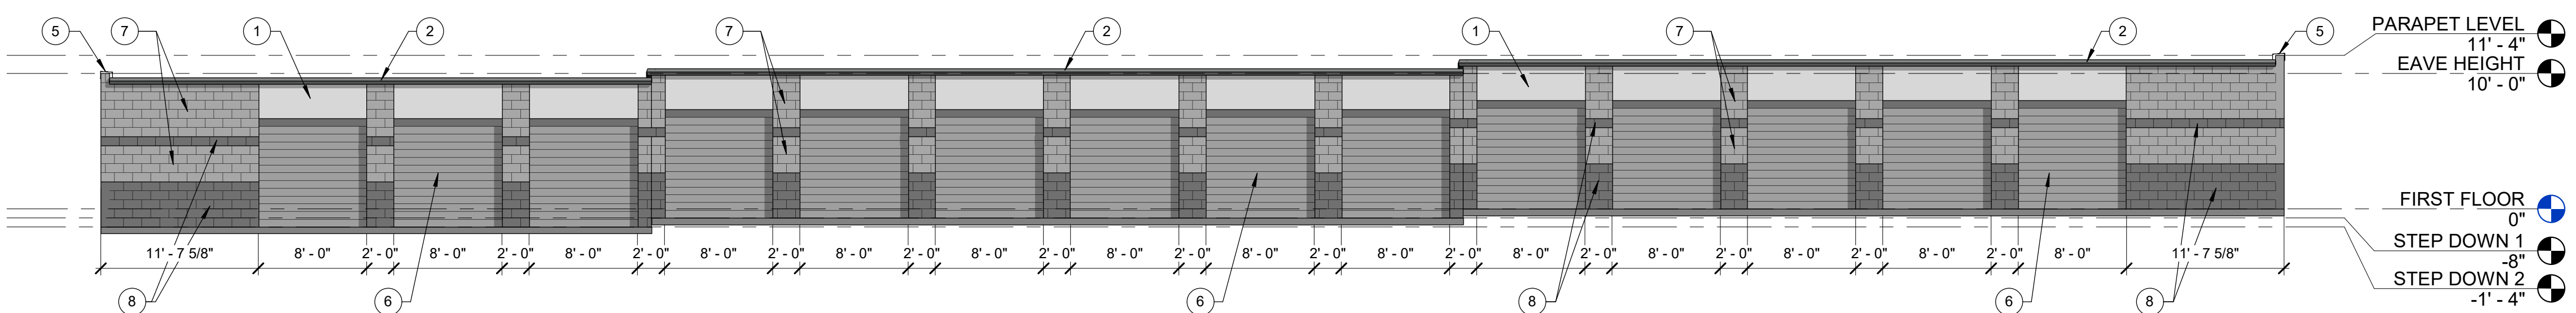 5 7 1 2 7 2 1 7 2 5
PARAPET LEVEL
11' - 4"
EAVE HEIGHT
10' - 0"
FIRST FLOOR
0"
STEP DOWN 1
-8"
STEP DOWN 2
-1' - 4"
11' - 7 5/8" 8' - 0" 2' - 0" 8' - 0" 2' - 0" 8' - 0" 2' - 0" 8' - 0" 2' - 0" 8' - 0" 2' - 0" 8' - 0" 2' - 0" 8' - 0" 2' - 0" 8' - 0" 2' - 0" 8' - 0" 2' - 0" 8' - 0" 2' - 0" 8' - 0" 2' - 0" 8' - 0" 2' - 0" 8' - 0" 2' - 0" 8' - 0" 11' - 7 5/8"
8 6 6 8 6 8